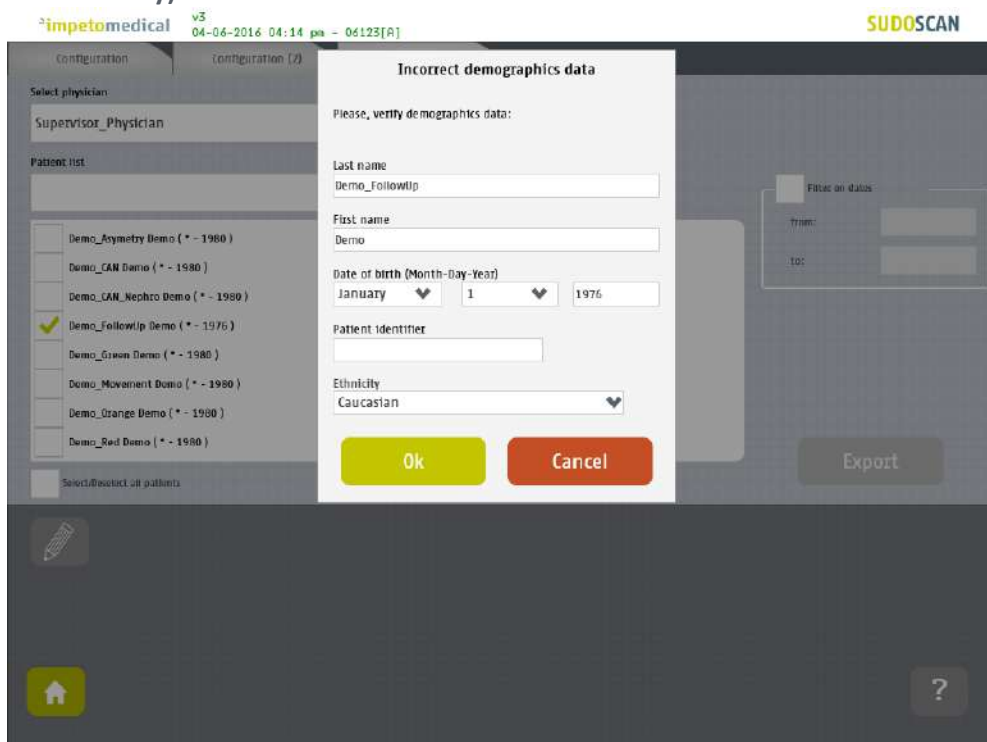 impetomedical
v3
04-06-2016 04:14 pm - 06123[A]
SUDOSCAN
Configuration
Configuration (2)
Select physician
Supervisor_Physician
Patient list
Demo_Asymetry Demo ( * - 1980 )
Demo_CAN Demo ( * - 1980 )
Demo_CAN_Nephro Demo ( * - 1980 )
Demo_FollowUp Demo ( * - 1976 )
Demo_Green Demo ( * - 1980 )
Demo_Movement Demo ( * - 1980 )
Demo_Orange Demo ( * - 1980 )
Demo_Red Demo ( * - 1980 )
Select/Deselect all patients
Incorrect demographics data
Please, verify demographics data:
Last name
Demo_FollowUp
First name
Demo
Date of birth (Month-Day-Year)
January 1 1976
Patient identifier
Ethnicity
Caucasian
Ok Cancel
Filter on dates
from:
to:
Export
?